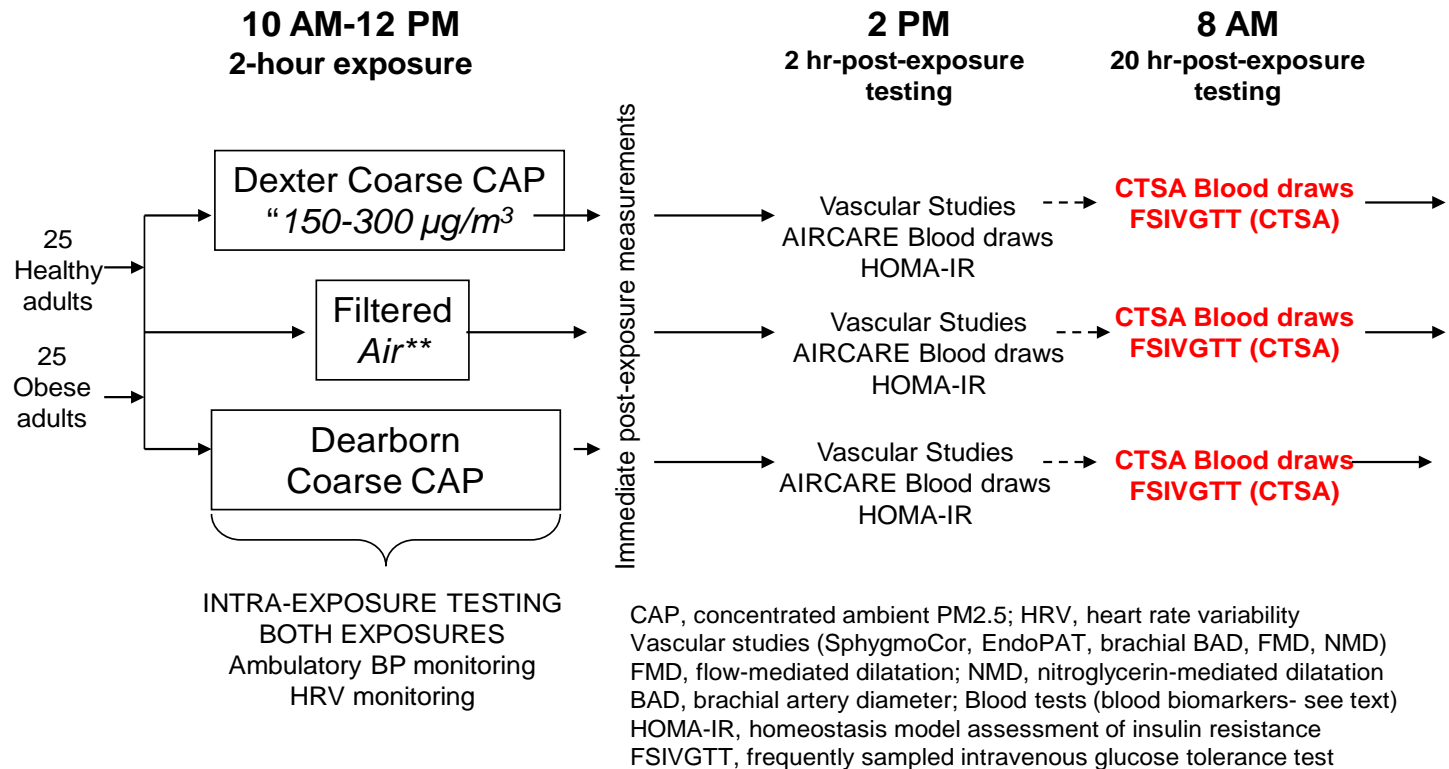 10 AM-12 PM
2-hour exposure
2 PM
2 hr-post-exposure
testing
8 AM
20 hr-post-exposure
testing
25
Healthy
adults
25
Obese
adults
Dexter Coarse CAP
“150-300 µg/m³
Filtered
Air**
Dearborn
Coarse CAP
Immediate post-exposure measurements
Vascular Studies
AIRCARE Blood draws
HOMA-IR
CTSA Blood draws
FSIVGTT (CTSA)
Vascular Studies
AIRCARE Blood draws
HOMA-IR
CTSA Blood draws
FSIVGTT (CTSA)
Vascular Studies
AIRCARE Blood draws
HOMA-IR
CTSA Blood draws
FSIVGTT (CTSA)
INTRA-EXPOSURE TESTING
BOTH EXPOSURES
Ambulatory BP monitoring
HRV monitoring
CAP, concentrated ambient PM2.5; HRV, heart rate variability
Vascular studies (SphygmoCor, EndoPAT, brachial BAD, FMD, NMD)
FMD, flow-mediated dilatation; NMD, nitroglycerin-mediated dilatation
BAD, brachial artery diameter; Blood tests (blood biomarkers- see text)
HOMA-IR, homeostasis model assessment of insulin resistance
FSIVGTT, frequently sampled intravenous glucose tolerance test